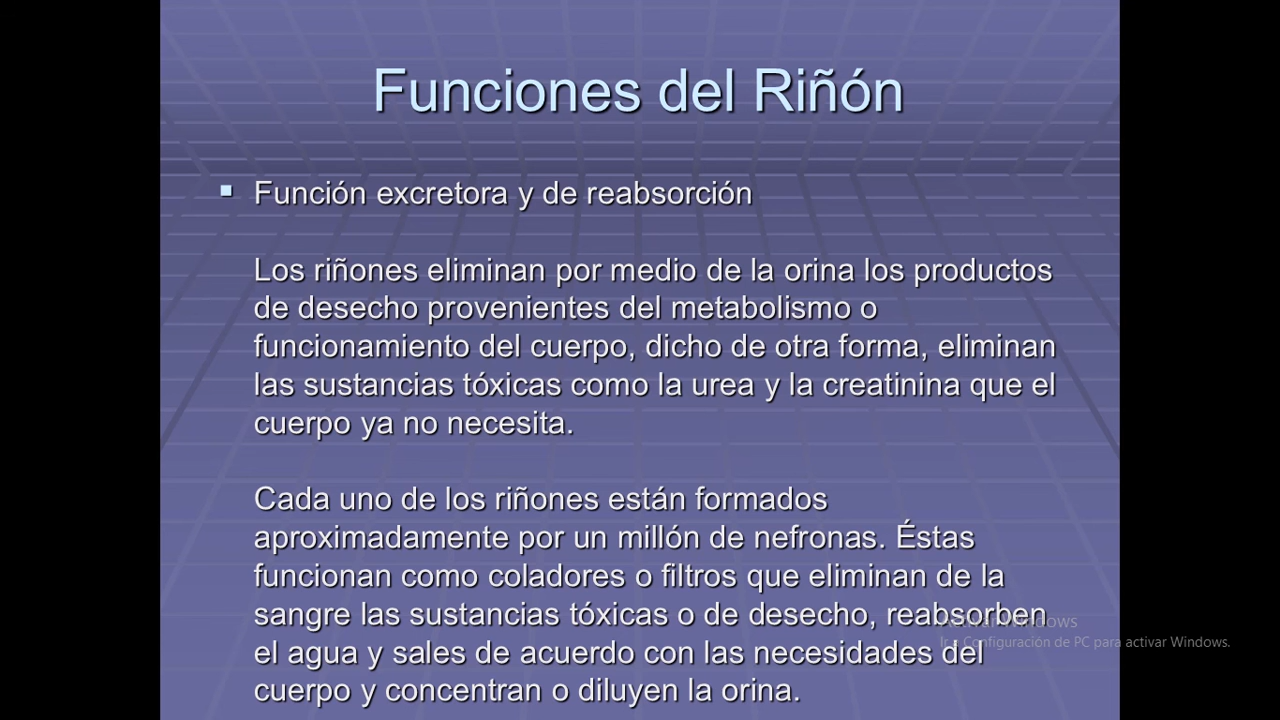 Funciones del Riñón
Función excretora y de reabsorción
Los riñones eliminan por medio de la orina los productos
de desecho provenientes del metabolismo o
funcionamiento del cuerpo, dicho de otra forma, eliminan
las sustancias tóxicas como la urea y la creatinina que el
cuerpo ya no necesita.
Cada uno de los riñones están formados
aproximadamente por un millón de nefronas. Éstas
funcionan como coladores o filtros que eliminan de la
sangre las sustancias tóxicas o de desecho, reabsorben
el agua y sales de acuerdo con las necesidades del
cuerpo y concentran o diluyen la orina.
Activar Windows
Ir a Configuración de PC para activar Windows.